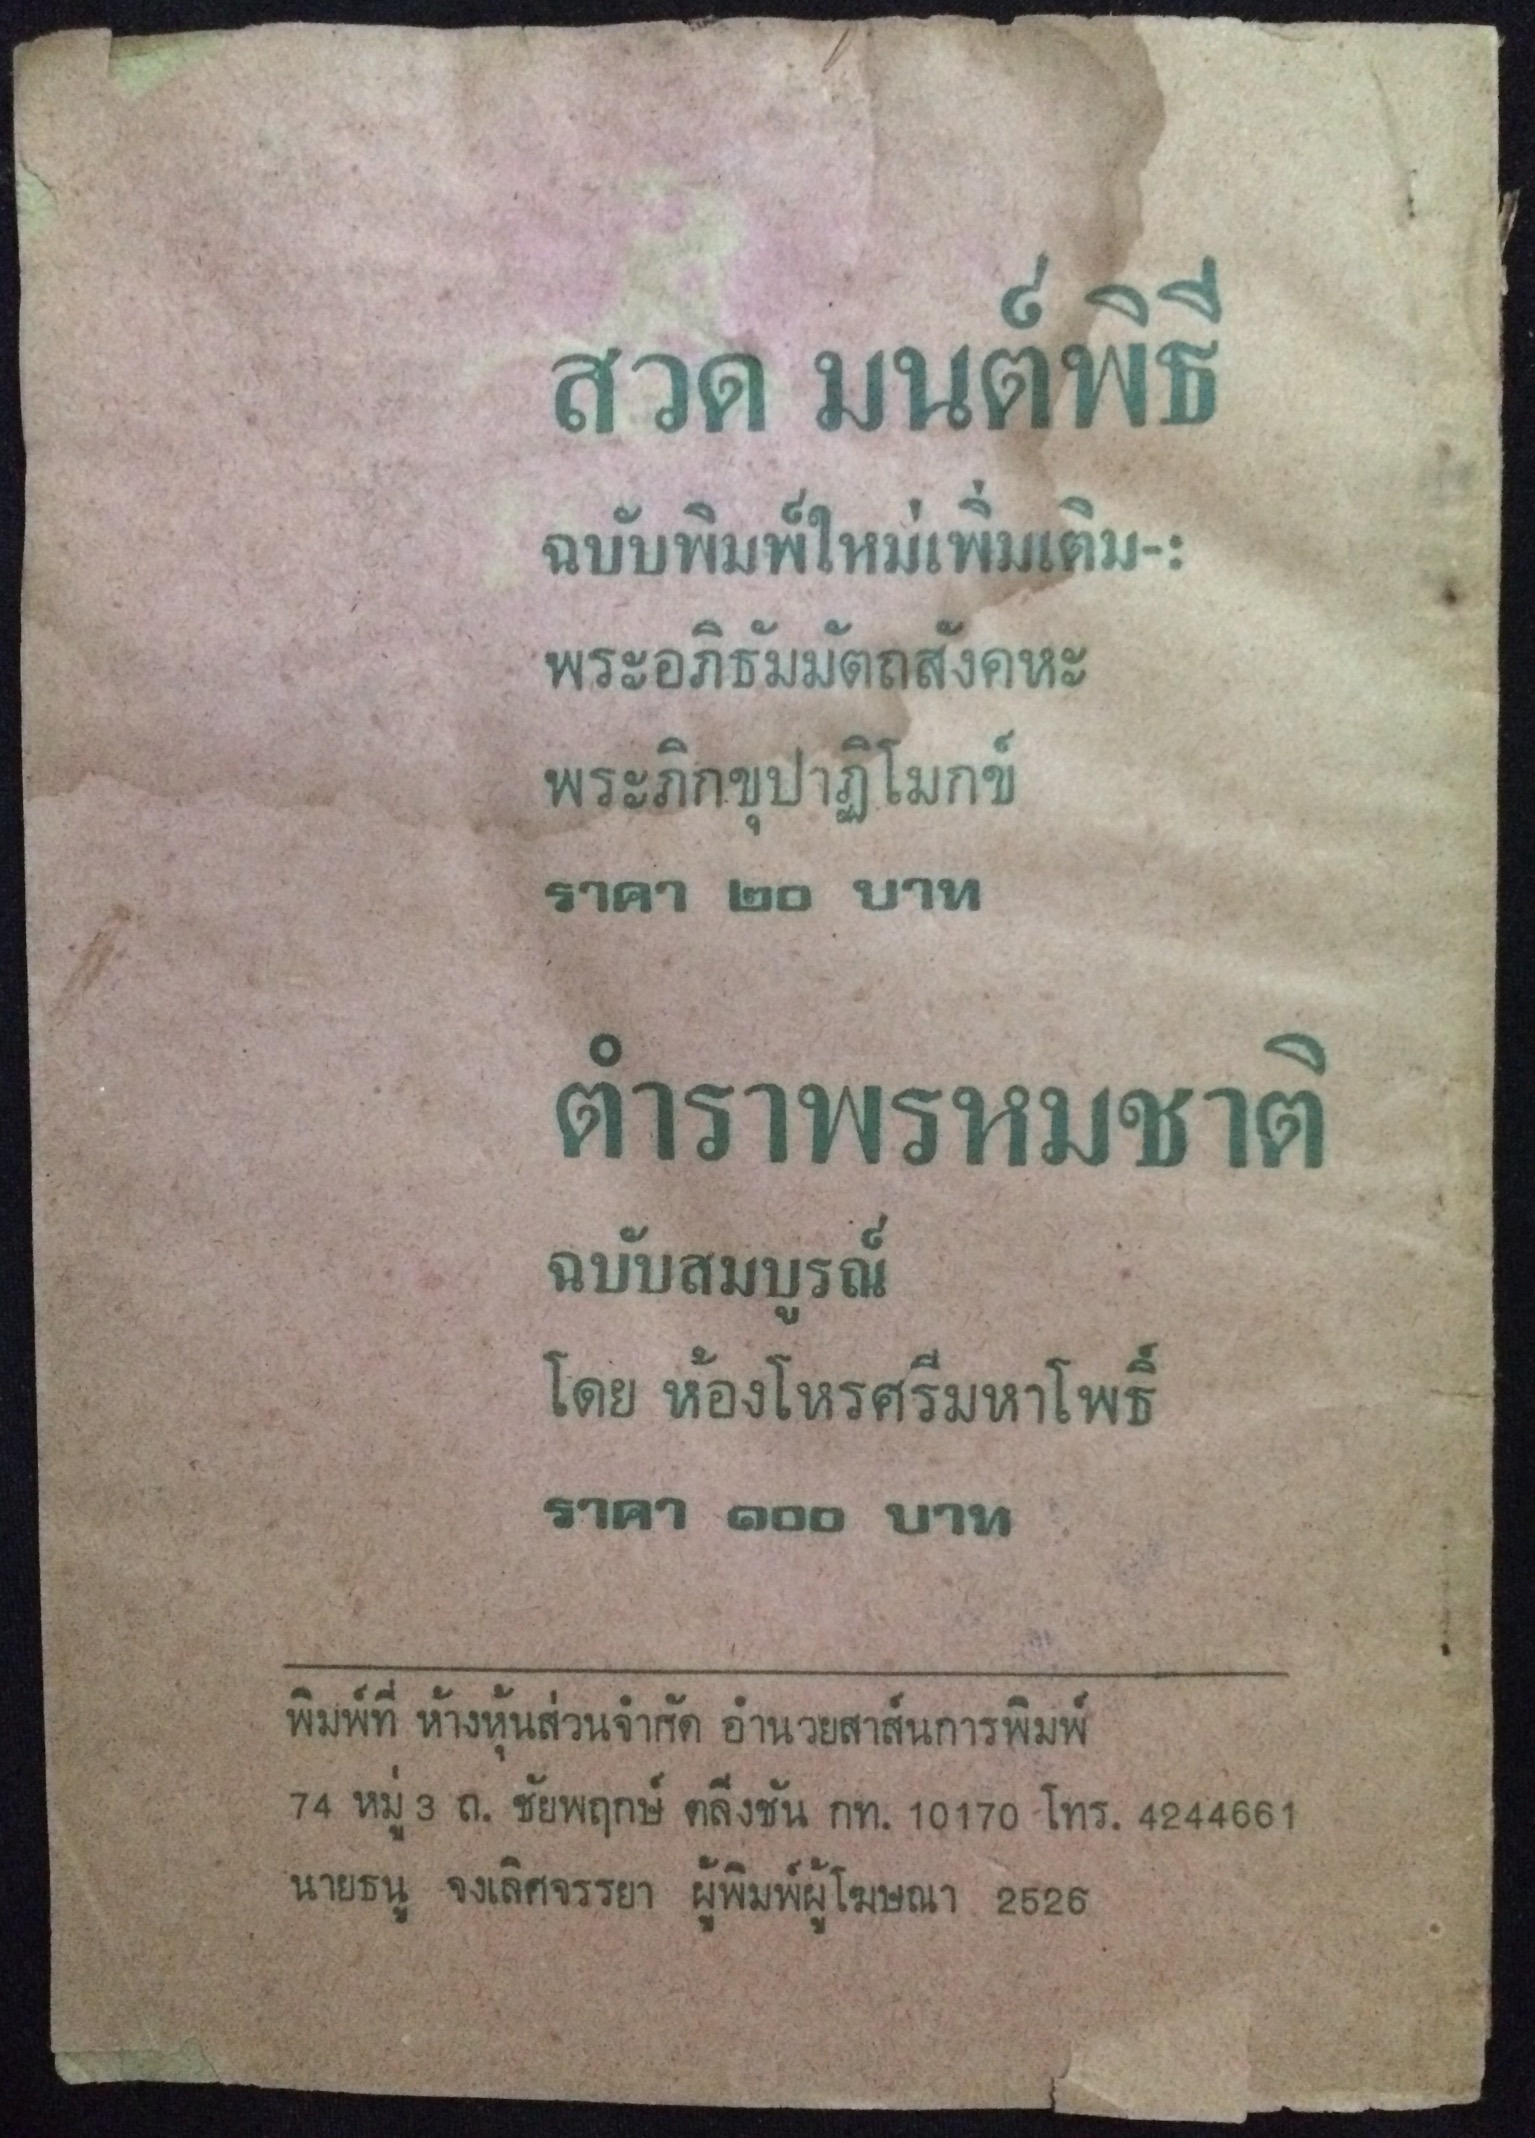 สวด มนต์พิธี
ฉบับพิมพ์ใหม่เพิ่มเติม-:
พระอภิธัมมัตถสังคหะ
พระภิกขุปาฏิโมกข์
ราคา ๒๐ บาท
ตำราพรหมชาติ
ฉบับสมบูรณ์
โดย ห้องโหรศรีมหาโพธิ์
ราคา ๑๐๐ บาท
พิมพ์ที่ ห้างหุ้นส่วนจำกัด อำนวยสาส์นการพิมพ์
74 หมู่ 3 ถ. ชัยพฤกษ์ ตลิ่งชัน กท. 10170 โทร. 4244661
นายธนู จงเลิศจรรยา ผู้พิมพ์ผู้โฆษณา 2526